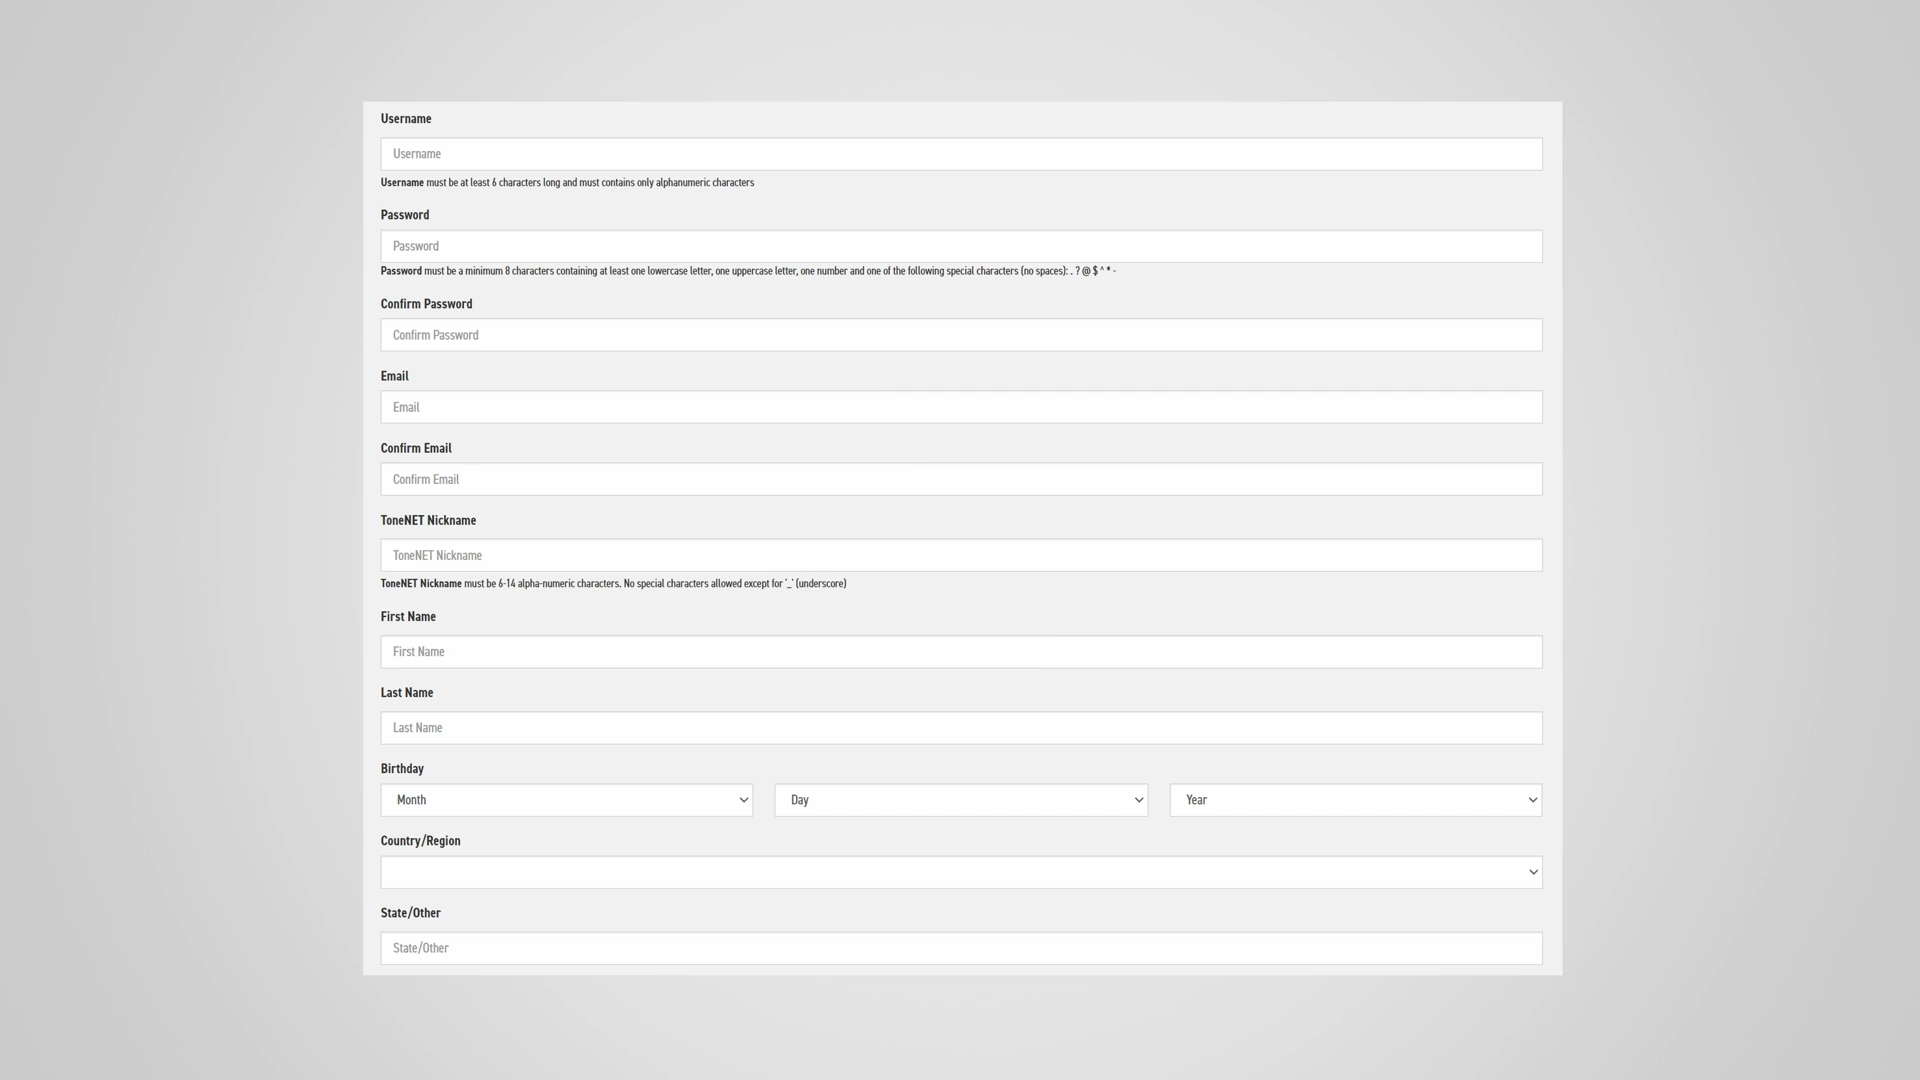 Username
Username
Username must be at least 6 characters long and must contains only alphanumeric characters
Password
Password
Password must be a minimum 8 characters containing at least one lowercase letter, one uppercase letter, one number and one of the following special characters (no spaces): . ? @ $ ^ * -
Confirm Password
Confirm Password
Email
Email
Confirm Email
Confirm Email
ToneNET Nickname
ToneNET Nickname
ToneNET Nickname must be 6-14 alpha-numeric characters. No special characters allowed except for '_' (underscore)
First Name
First Name
Last Name
Last Name
Birthday
Month Day Year
Country/Region
State/Other
State/Other